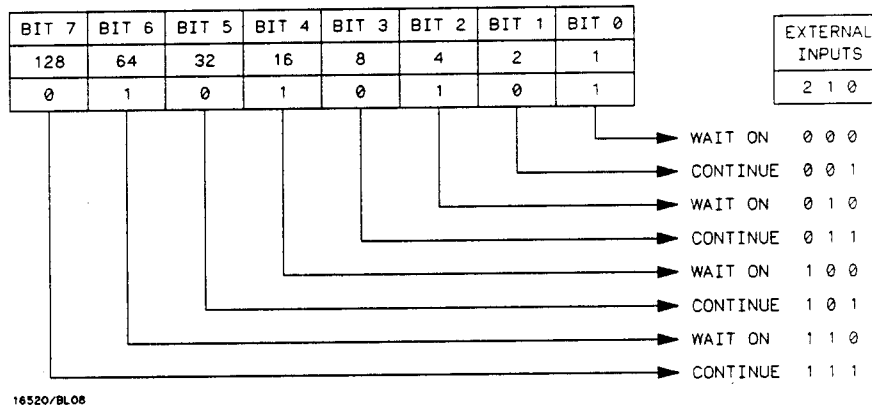 BIT 7 BIT 6 BIT 5 BIT 4 BIT 3 BIT 2 BIT 1 BIT 0
128 64 32 16 8 4 2 1
0 1 0 1 0 1 0 1
EXTERNAL
INPUTS
2 1 0
WAIT ON 0 0 0
CONTINUE 0 0 1
WAIT ON 0 1 0
CONTINUE 0 1 1
WAIT ON 1 0 0
CONTINUE 1 0 1
WAIT ON 1 1 0
CONTINUE 1 1 1
16520/BL08